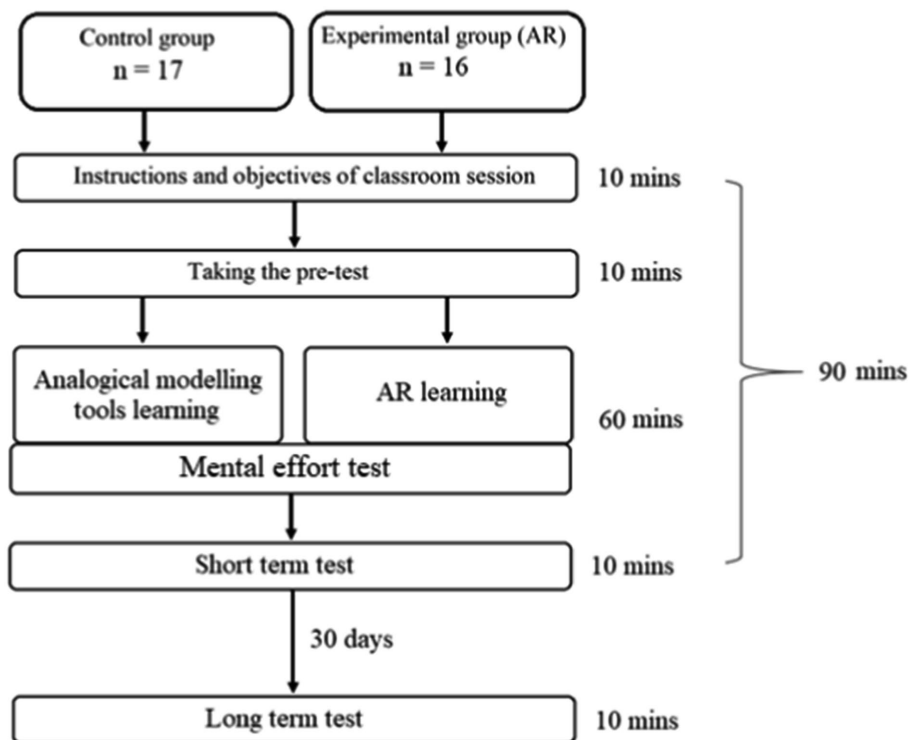 Control group
n = 17
Experimental group (AR)
n = 16
Instructions and objectives of classroom session
10 mins
Taking the pre-test
10 mins
Analogical modelling
tools learning
AR learning
60 mins
90 mins
Mental effort test
Short term test
10 mins
30 days
Long term test
10 mins